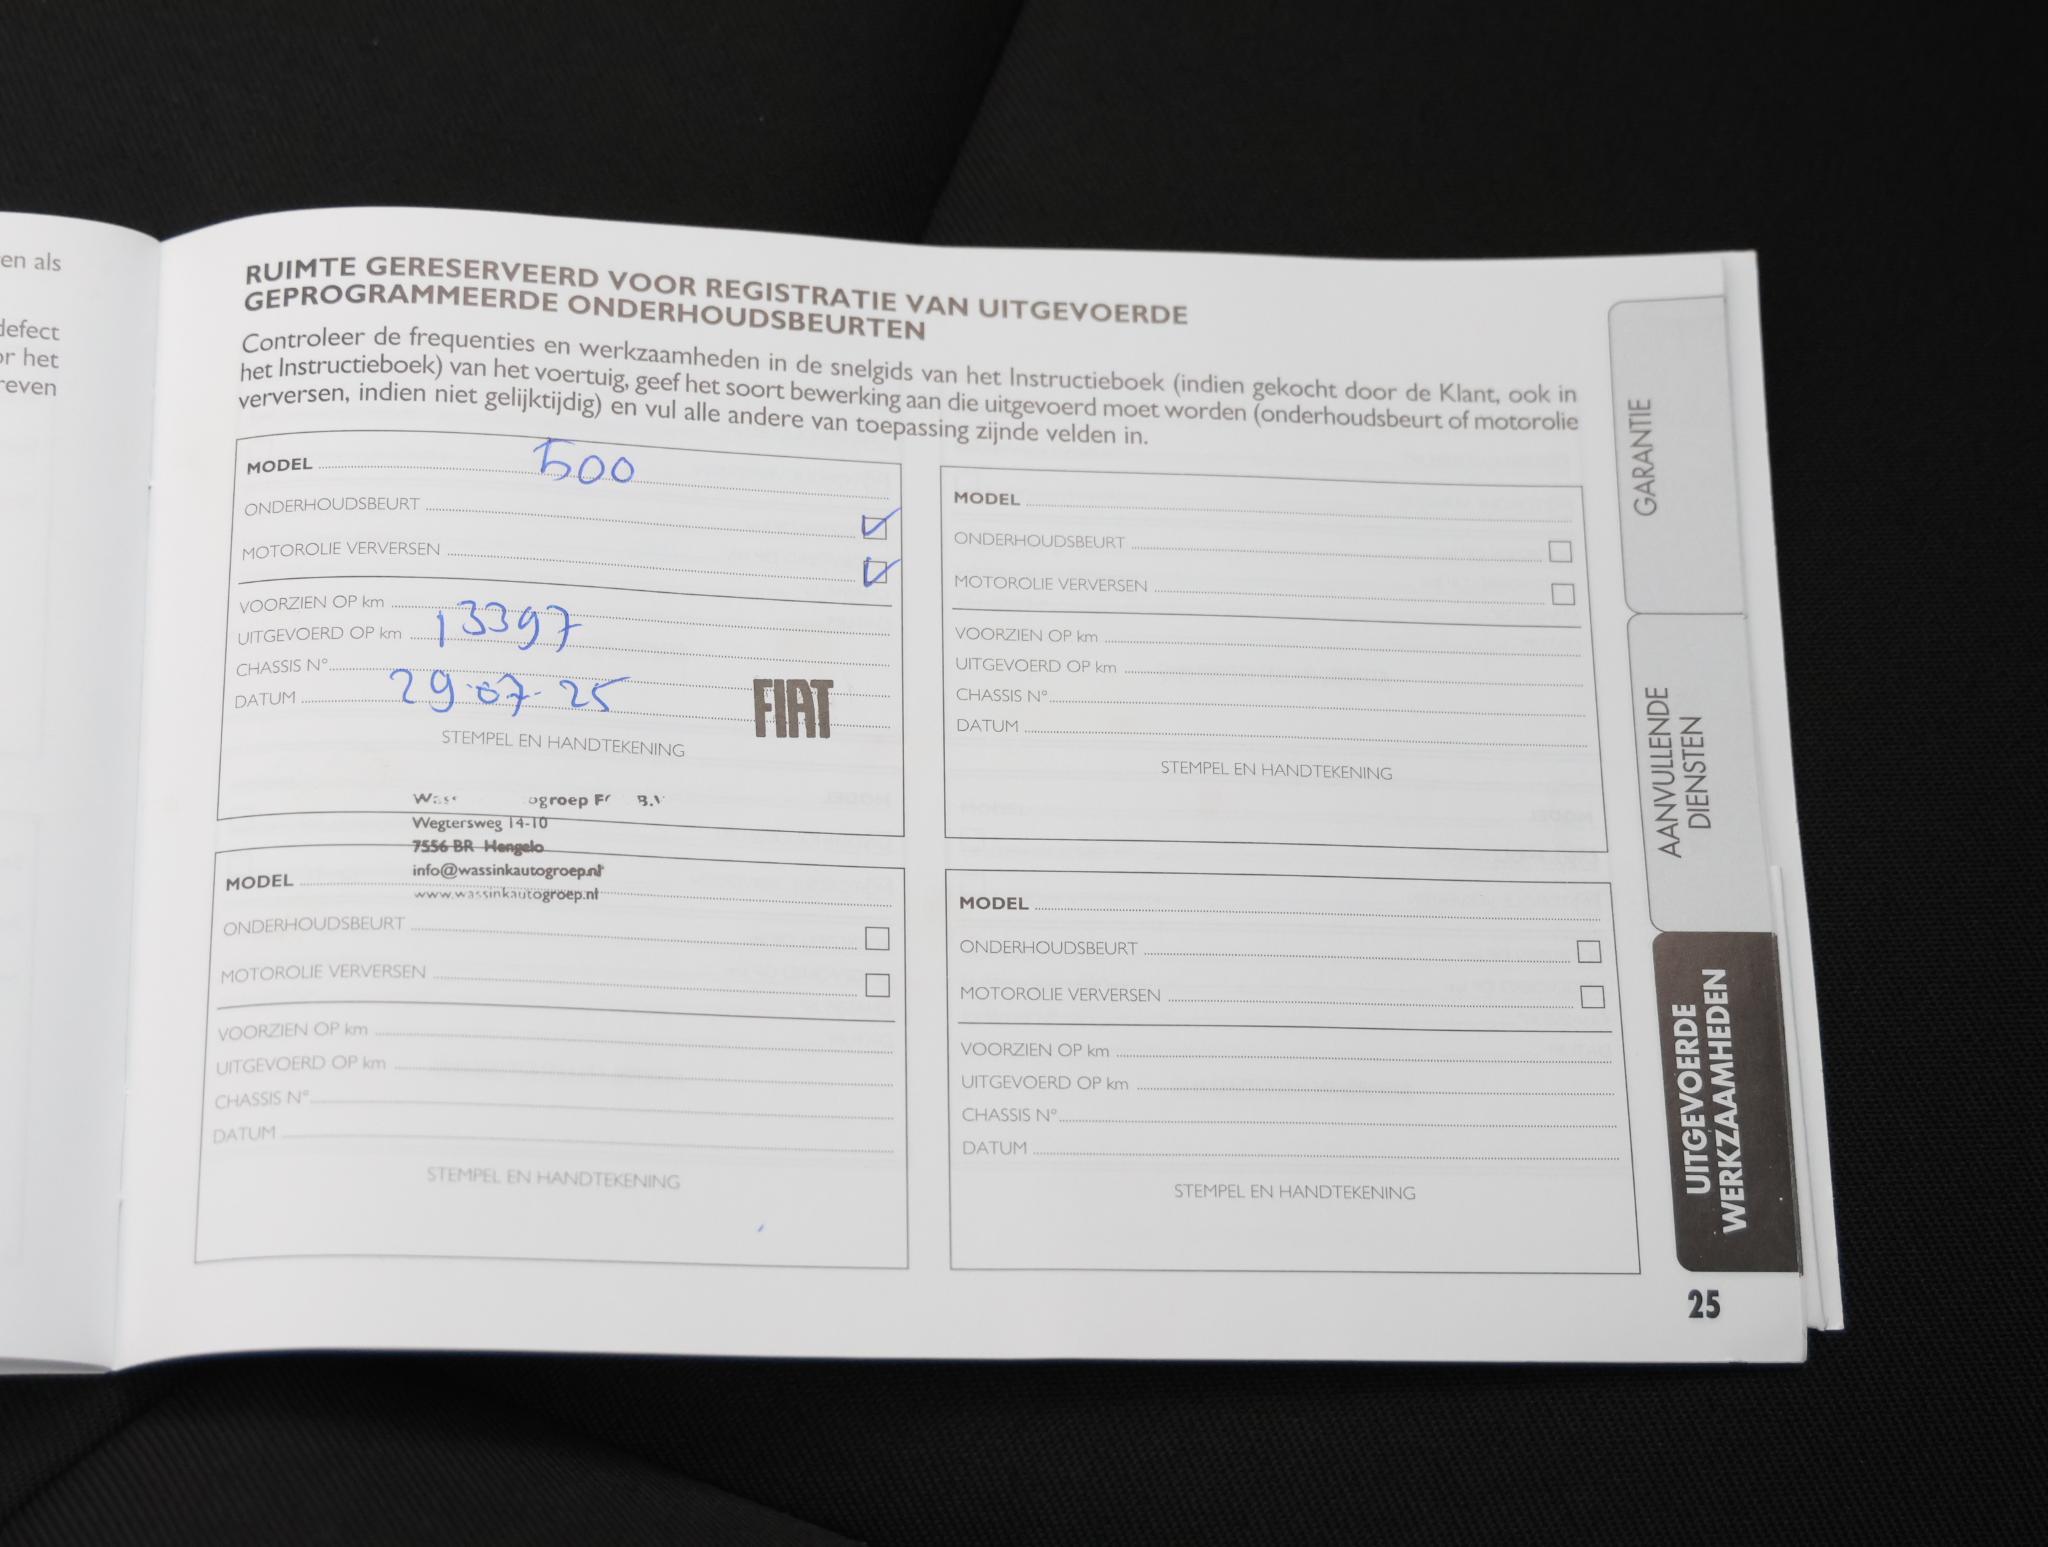 en als
defect
or het
reven
RUIMTE GERESERVEERD VOOR REGISTRATIE VAN UITGEVOERDE
GEPROGRAMMEERDE ONDERHOUDSBEURTEN
Controleer de frequenties en werkzaamheden in de snelgids van het Instructieboek (indien gekocht door de Klant, ook in
het Instructieboek) van het voertuig, geef het soort bewerking aan die uitgevoerd moet worden (onderhoudsbeurt of motorolie
verversen, indien niet gelijktijdig) en vul alle andere van toepassing zijnde velden in.
MODEL 500
ONDERHOUDSBEURT
MOTOROLIE VERVERSEN
VOORZIEN OP km
UITGEVOERD OP km 13397
CHASSIS N°
DATUM 29-07-25
FIAT
STEMPEL EN HANDTEKENING
ogroep B.V
Wegtersweg 14-10
7556 BR Hengelo
info@wassinkautogroep.nl
www.wassinkautogroep.nl
MODEL
ONDERHOUDSBEURT
MOTOROLIE VERVERSEN
VOORZIEN OP km
UITGEVOERD OP km
CHASSIS N°
DATUM
STEMPEL EN HANDTEKENING
MODEL
ONDERHOUDSBEURT
MOTOROLIE VERVERSEN
VOORZIEN OP km
UITGEVOERD OP km
CHASSIS N°
DATUM
STEMPEL EN HANDTEKENING
MODEL
ONDERHOUDSBEURT
MOTOROLIE VERVERSEN
VOORZIEN OP km
UITGEVOERD OP km
CHASSIS N°
DATUM
STEMPEL EN HANDTEKENING
GARANTIE
AANVULLENDE
DIENSTEN
UITGEVOERDE
WERKZAAMHEDEN
25